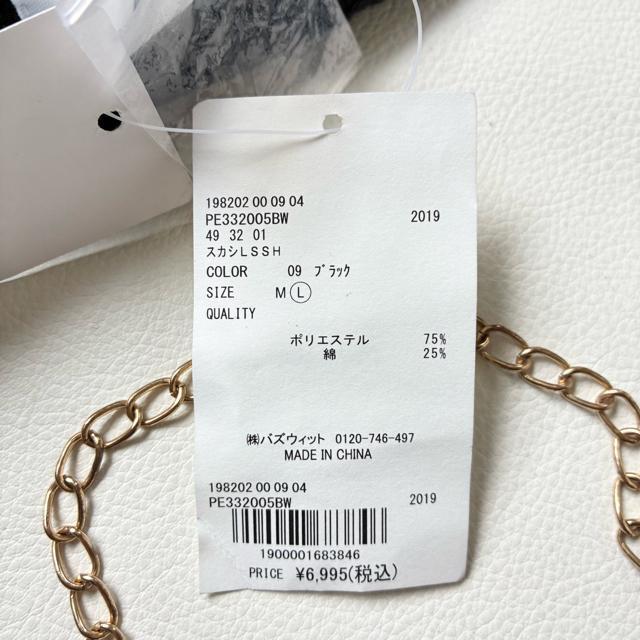 198202 00 09 04
PE332005BW 2019
49 32 01
スカシLSSH
COLOR 09 ブラック
SIZE M L
QUALITY
ポリエステル 75%
綿 25%
㈱バズウィット 0120-746-497
MADE IN CHINA
198202 00 09 04
PE332005BW 2019
1900001683846
PRICE ¥6,995(税込)